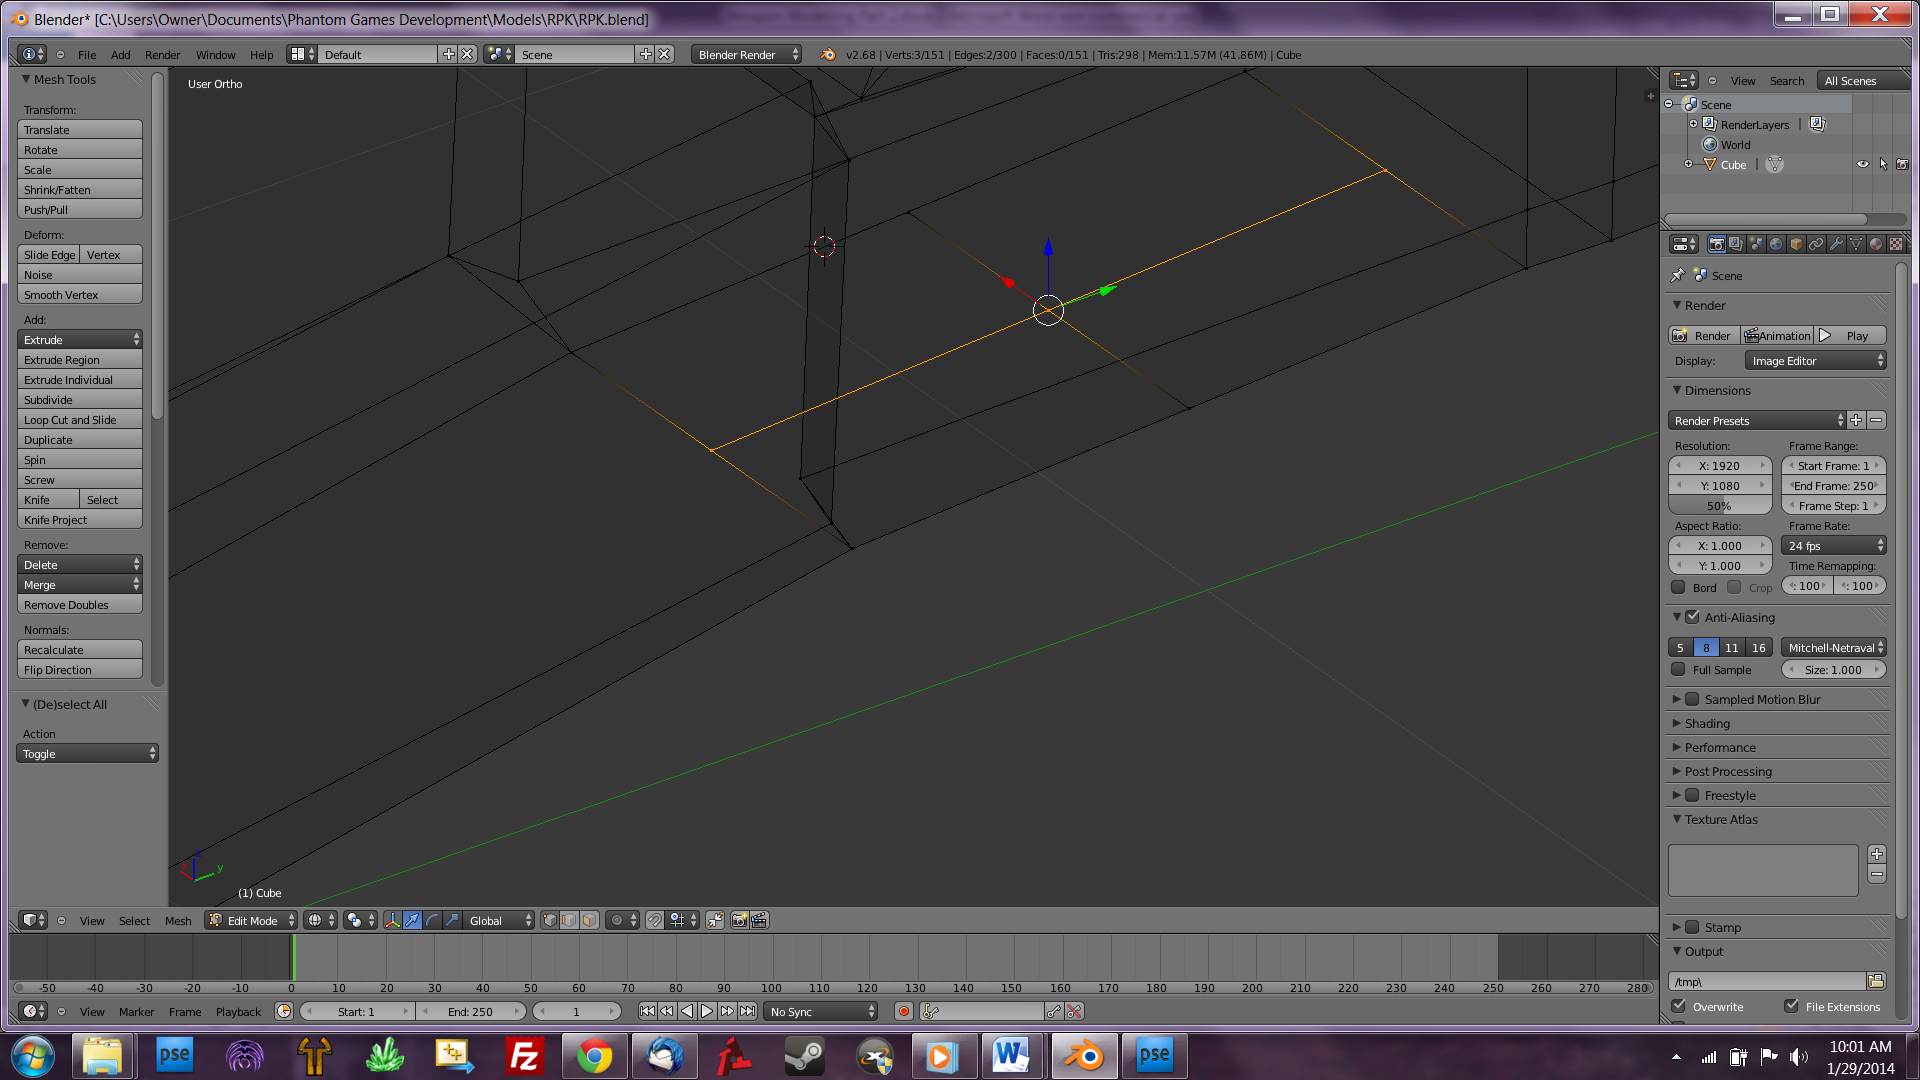 Blender* [C:\Users\Owner\Documents\Phantom Games Development\Models\RPK\RPK.blend]
File Add Render Window Help Default Scene Blender Render v2.68 | Verts:3/151 | Edges:2/300 | Faces:0/151 | Tris:298 | Mem:11.57M (41.86M) | Cube
Mesh Tools
Transform:
Translate
Rotate
Scale
Shrink/Fatten
Push/Pull
Deform:
Slide Edge Vertex
Noise
Smooth Vertex
Add:
Extrude
Extrude Region
Extrude Individual
Subdivide
Loop Cut and Slide
Duplicate
Spin
Screw
Knife Select
Knife Project
Remove:
Delete
Merge
Remove Doubles
Normals:
Recalculate
Flip Direction
(De)select All
Action
Toggle
User Ortho
z
y
(1) Cube
View Search All Scenes
Scene
RenderLayers |
World
Cube |
Scene
Render
Render Animation Play
Display: Image Editor
Dimensions
Render Presets
Resolution: Frame Range:
X: 1920 Start Frame: 1
Y: 1080 End Frame: 250
50% Frame Step: 1
Aspect Ratio: Frame Rate:
X: 1.000 24 fps
Y: 1.000 Time Remapping:
Bord Crop : 100 : 100
Anti-Aliasing
5 8 11 16 Mitchell-Netraval
Full Sample Size: 1.000
Sampled Motion Blur
Shading
Performance
Post Processing
Freestyle
Texture Atlas
Stamp
Output
/tmp\
Overwrite File Extensions
View Select Mesh Edit Mode Global
-50 -40 -30 -20 -10 0 10 20 30 40 50 60 70 80 90 100 110 120 130 140 150 160 170 180 190 200 210 220 230 240 250 260 270 280
View Marker Frame Playback Start: 1 End: 250 1 No Sync
pse
Fz
W
pse
10:01 AM
1/29/2014